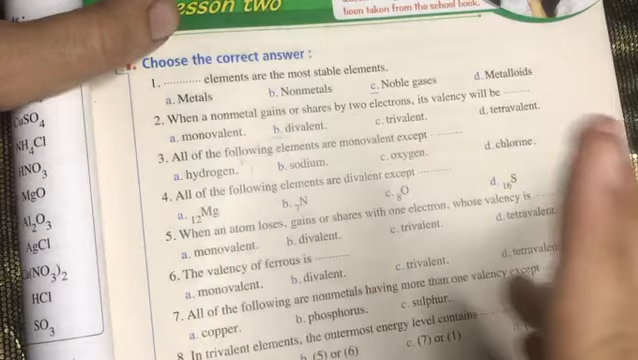 esson two
been taken from the school book.
1. Choose the correct answer :
1. ............ elements are the most stable elements.
a. Metals b. Nonmetals c. Noble gases d. Metalloids
2. When a nonmetal gains or shares by two electrons, its valency will be .........
a. monovalent. b. divalent. c. trivalent. d. tetravalent.
3. All of the following elements are monovalent except ...........
a. hydrogen. b. sodium. c. oxygen. d. chlorine.
4. All of the following elements are divalent except ...........
a. ₁₂Mg b. ₇N c. ₈O d. ₁₆S
5. When an atom loses, gains or shares with one electron, whose valency is ......
a. monovalent. b. divalent. c. trivalent. d. tetravalent.
6. The valency of ferrous is ............
a. monovalent. b. divalent. c. trivalent. d. tetravalen
7. All of the following are nonmetals having more than one valency except
a. copper. b. phosphorus. c. sulphur.
8. In trivalent elements, the outermost energy level contains ........
b. (5) or (6) c. (7) or (1)
CuSO₄
NH₄Cl
HNO₃
MgO
Al₂O₃
AgCl
(NO₃)₂
HCl
SO₃